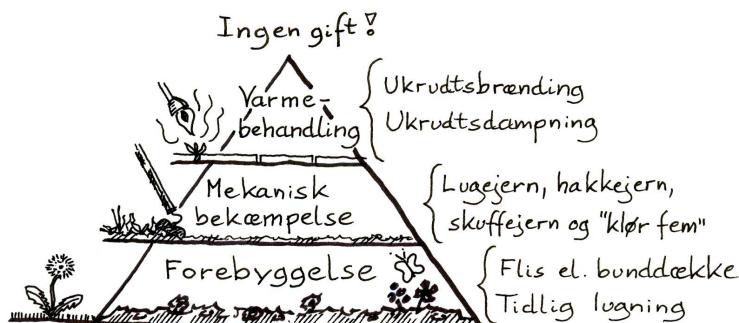 Ingen gift!
Varme-
behandling
Ukrudtsbrænding
Ukrudtsdampning
Mekanisk
bekæmpelse
Lugejern, hakkejern,
skuffejern og "klør fem"
Forebyggelse
Flis el. bunddække
Tidlig lugning